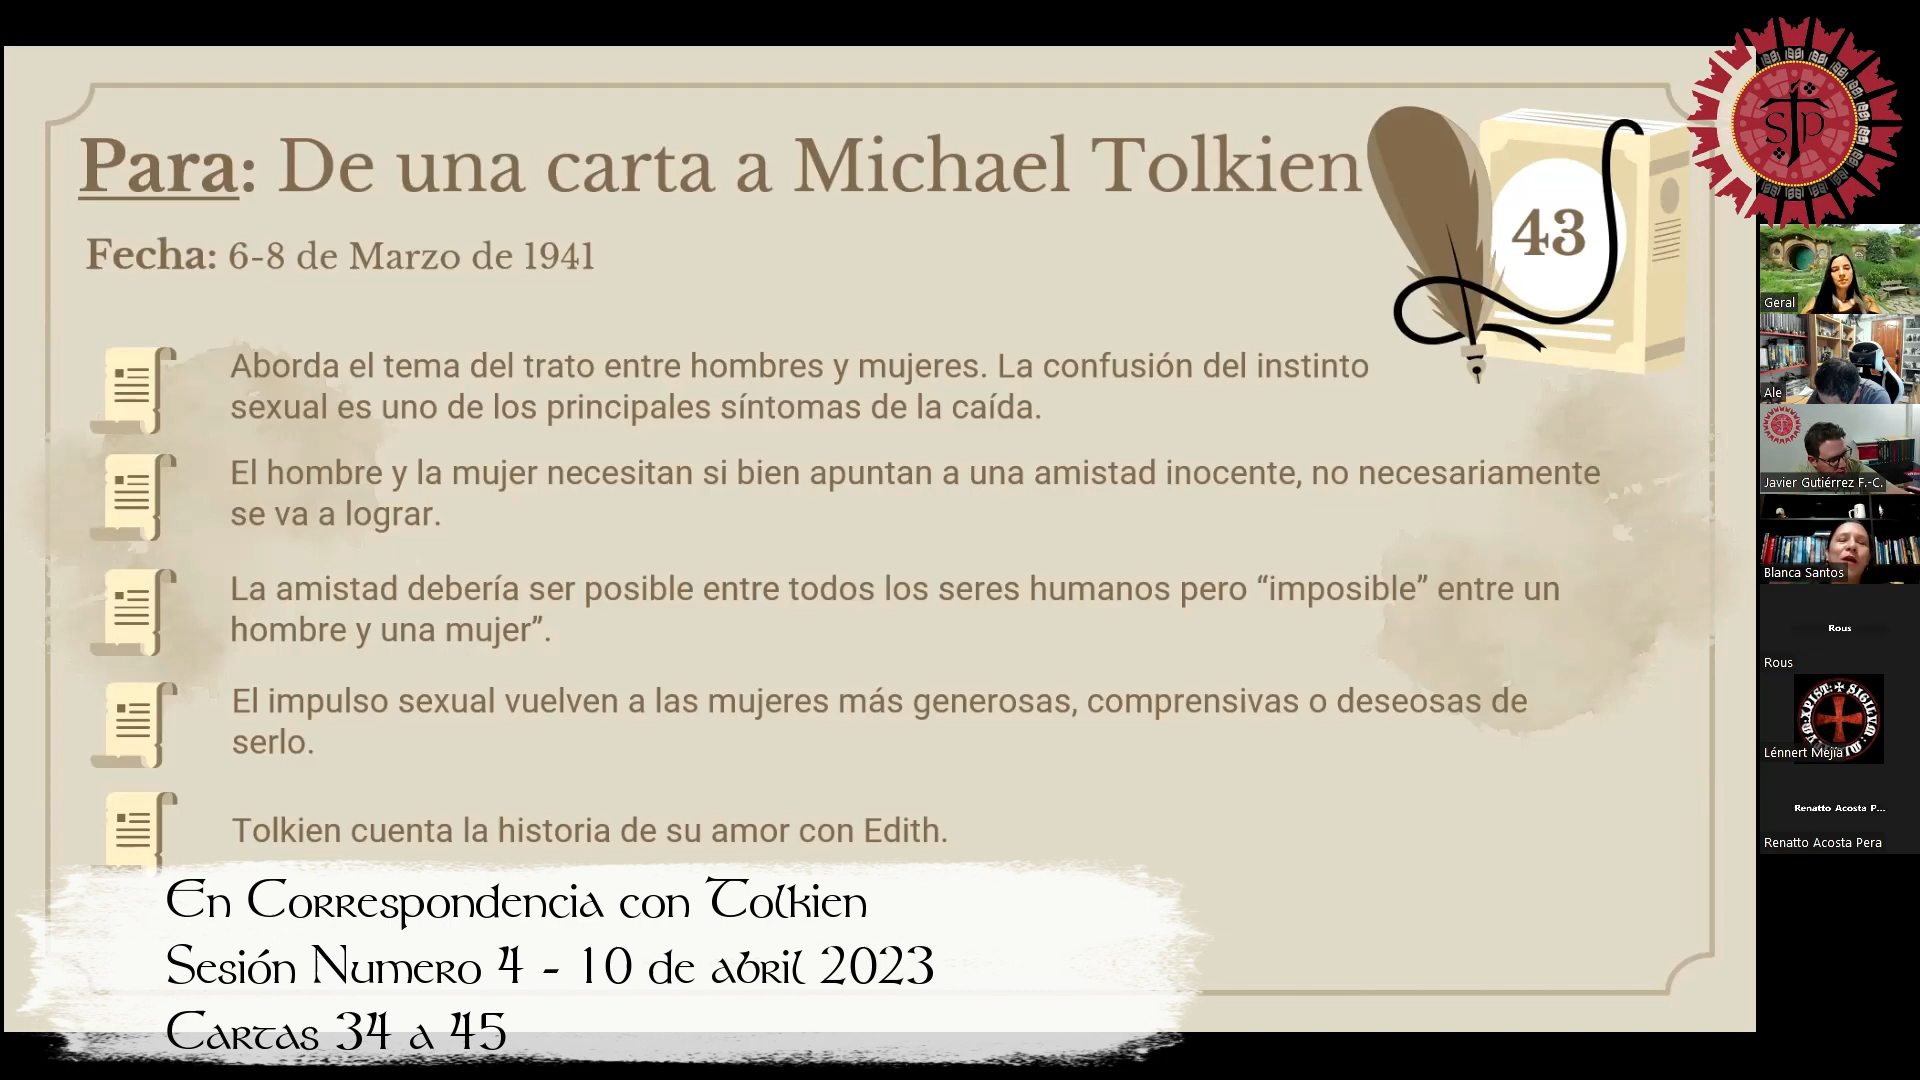 Para: De una carta a Michael Tolkien
43
Fecha: 6-8 de Marzo de 1941
Aborda el tema del trato entre hombres y mujeres. La confusión del instinto
sexual es uno de los principales síntomas de la caída.
El hombre y la mujer necesitan si bien apuntan a una amistad inocente, no necesariamente
se va a lograr.
La amistad debería ser posible entre todos los seres humanos pero “imposible” entre un
hombre y una mujer”.
El impulso sexual vuelven a las mujeres más generosas, comprensivas o deseosas de
serlo.
Tolkien cuenta la historia de su amor con Edith.
En Correspondencia con Tolkien
Sesión Numero 4 - 10 de abril 2023
Cartas 34 a 45
STP
Geral
Ale
Javier Gutiérrez F.-C.
Blanca Santos
Rous
Rous
Lénnert Mejía
Renatto Acosta P...
Renatto Acosta Pera